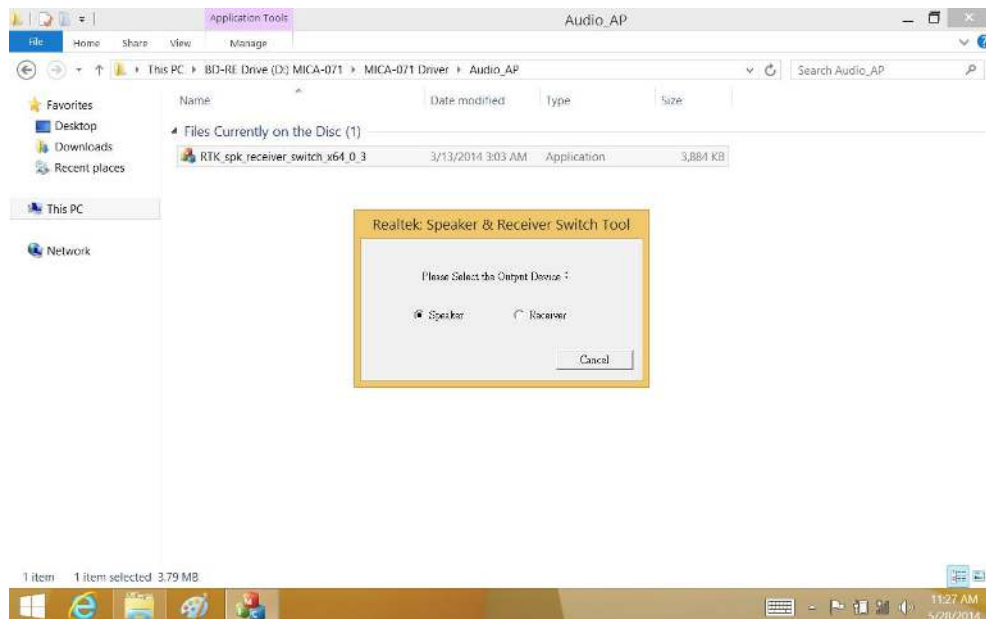 Application Tools
Audio_AP
File Home Share View Manage
This PC BD-RE Drive (D:) MICA-071 MICA-071 Driver Audio_AP
Search Audio_AP
Name Date modified Type Size
Favorites
Desktop
Downloads
Recent places
This PC
Network
Files Currently on the Disc (1)
RTK_spk_receiver_switch_x64_0_3 3/13/2014 3:03 AM Application 3,884 KB
Realtek: Speaker & Receiver Switch Tool
Please Select the Output Device :
Speaker Receiver
Cancel
1 item 1 item selected 3.79 MB
11:27 AM
5/28/2014